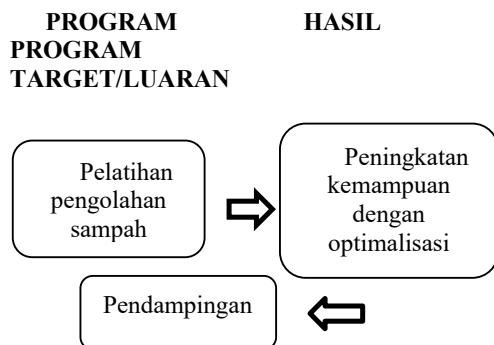 PROGRAM HASIL
PROGRAM
TARGET/LUARAN
Pelatihan
pengolahan
sampah
Peningkatan
kemampuan
dengan
optimalisasi
Pendampingan